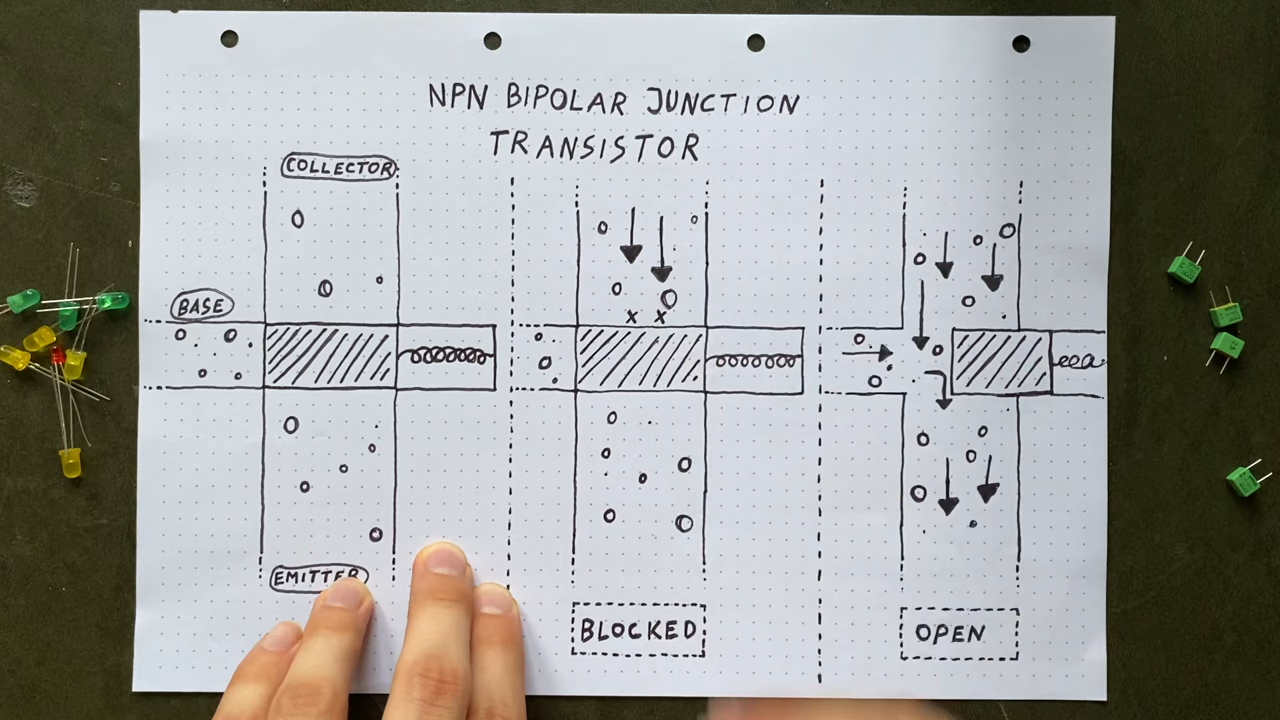 NPN BIPOLAR JUNCTION
TRANSISTOR
COLLECTOR
BASE
EMITTER
BLOCKED
OPEN